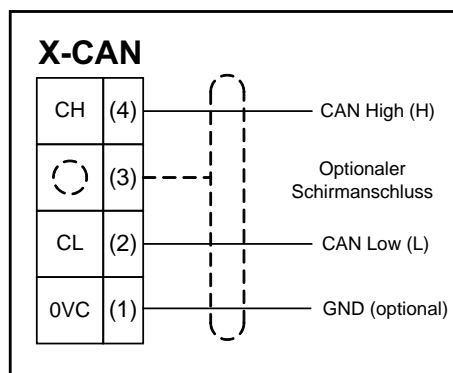 X-CAN
CH (4) CAN High (H)
(3) Optionaler
Schirmanschluss
CL (2) CAN Low (L)
0VC (1) GND (optional)